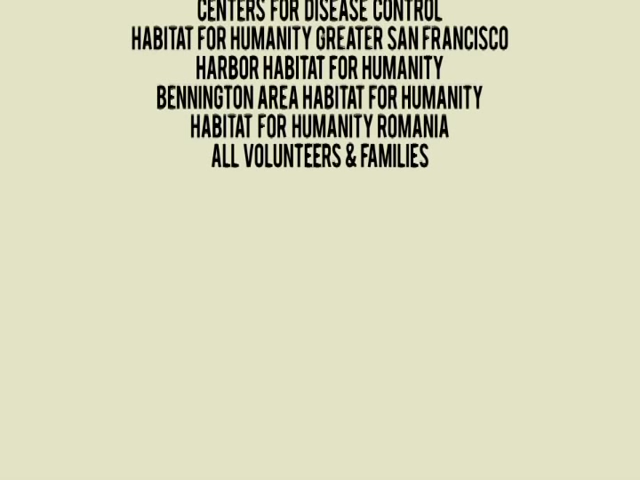 CENTERS FOR DISEASE CONTROL
HABITAT FOR HUMANITY GREATER SAN FRANCISCO
HARBOR HABITAT FOR HUMANITY
BENNINGTON AREA HABITAT FOR HUMANITY
HABITAT FOR HUMANITY ROMANIA
ALL VOLUNTEERS & FAMILIES